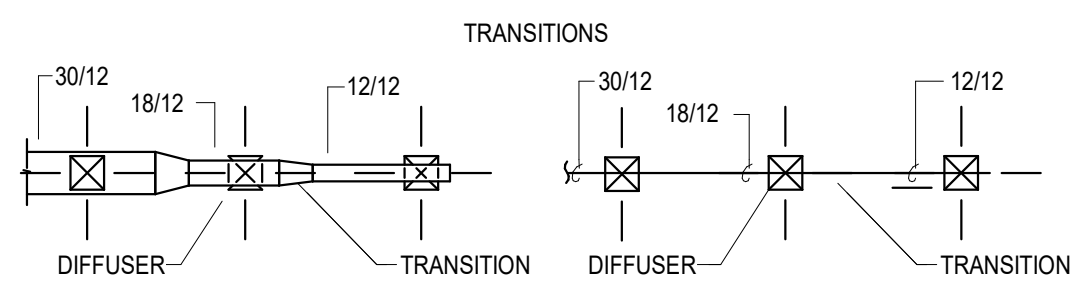 TRANSITIONS
30/12
18/12
12/12
DIFFUSER
TRANSITION
30/12
18/12
12/12
DIFFUSER
TRANSITION